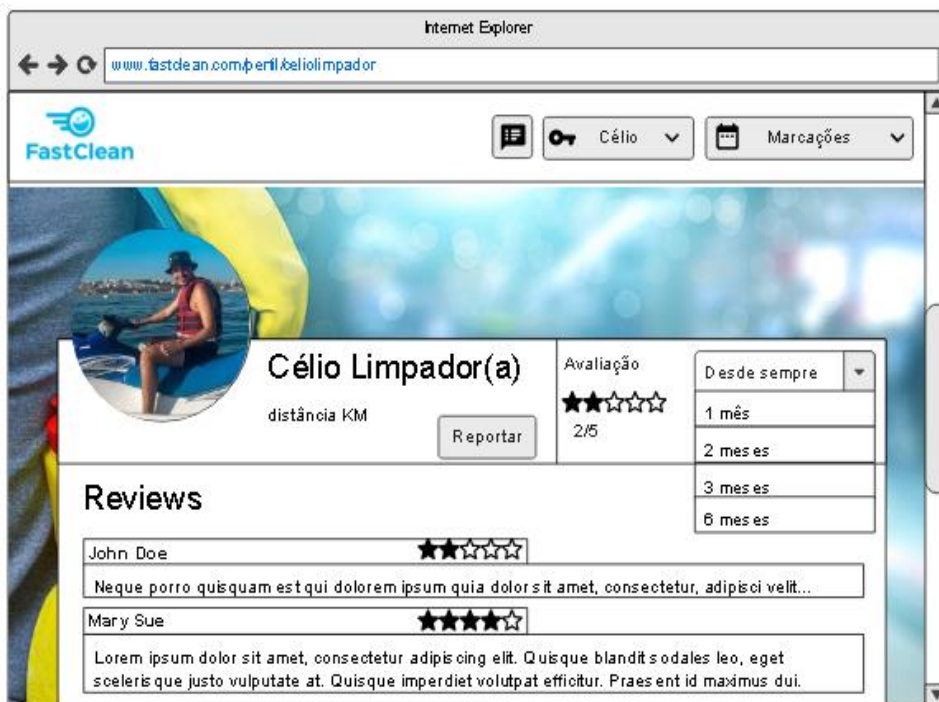 Internet Explorer
www.fastclean.com/perfil/celiolimpador
FastClean
Célio
Marcações
Célio Limpador(a)
distância KM
Reportar
Avaliação
2/5
Desde sempre
1 mês
2 meses
3 meses
6 meses
Reviews
John Doe
Neque porro quisquam est qui dolorem ipsum quia dolor sit amet, consectetur, adipisci velit...
Mary Sue
Lorem ipsum dolor sit amet, consectetur adipiscing elit. Quisque blandit sodales leo, eget
scelerisque justo vulputate at. Quisque imperdiet volutpat efficitur. Praesent id maximus dui.